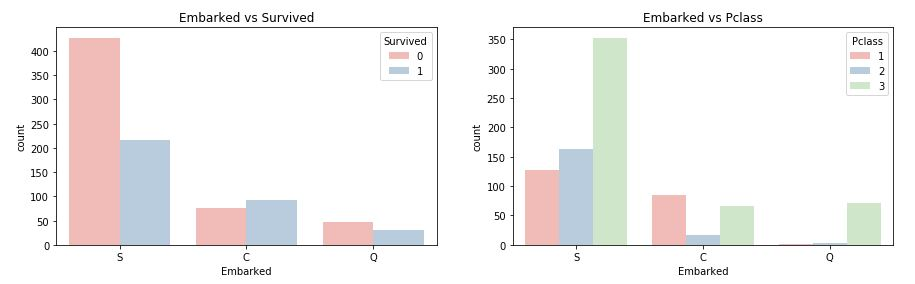 Embarked vs Survived
Survived
0
1
400
350
300
250
200
150
100
50
0
count
S C Q
Embarked
Embarked vs Pclass
Pclass
1
2
3
350
300
250
200
150
100
50
0
count
S C Q
Embarked